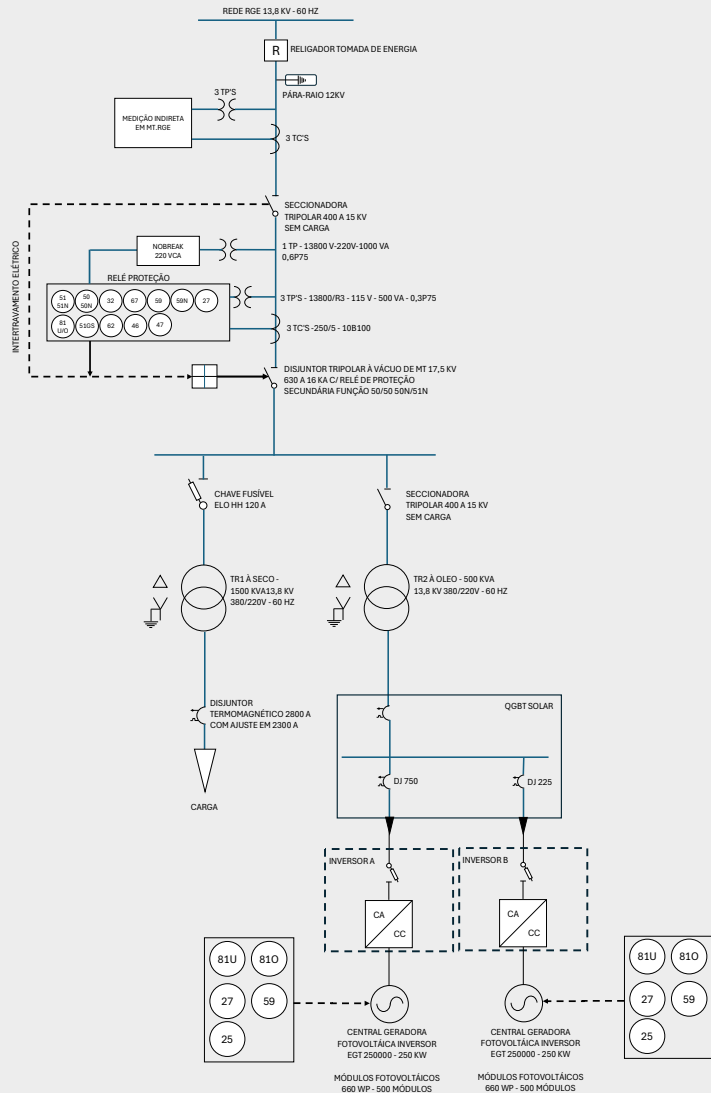 REDE RGE 13,8 KV - 60 HZ
R
RELIGADOR TOMADA DE ENERGIA
PÁRA-RAIO 12KV
3 TP'S
MEDIÇÃO INDIRETA
EM MT.RGE
3 TC'S
SECCIONADORA
TRIPOLAR 400 A 15 KV
SEM CARGA
INTERTRAVAMENTO ELÉTRICO
NOBREAK
220 VCA
1 TP - 13800 V-220V-1000 VA
0,6P75
RELÉ PROTEÇÃO
51
51N
50
50N
32
67
59
59N
27
81
U/O
51GS
62
46
47
3 TP'S - 13800/R3 - 115 V - 500 VA - 0,3P75
3 TC'S -250/5 - 10B100
DISJUNTOR TRIPOLAR À VÁCUO DE MT 17,5 KV
630 A 16 KA C/ RELÉ DE PROTEÇÃO
SECUNDÁRIA FUNÇÃO 50/50 50N/51N
CHAVE FUSÍVEL
ELO HH 120 A
SECCIONADORA
TRIPOLAR 400 A 15 KV
SEM CARGA
TR1 À SECO -
1500 KVA13,8 KV
380/220V - 60 HZ
TR2 À OLEO - 500 KVA
13,8 KV 380/220V - 60 HZ
DISJUNTOR
TERMOMAGNÉTICO 2800 A
COM AJUSTE EM 2300 A
CARGA
QGBT SOLAR
DJ 750
DJ 225
INVERSOR A
CA
CC
INVERSOR B
CA
CC
81U
81O
27
59
25
CENTRAL GERADORA
FOTOVOLTÁICA INVERSOR
EGT 250000 - 250 KW
MÓDULOS FOTOVOLTÁICOS
660 WP - 500 MÓDULOS
CENTRAL GERADORA
FOTOVOLTÁICA INVERSOR
EGT 250000 - 250 KW
MÓDULOS FOTOVOLTÁICOS
660 WP - 500 MÓDULOS
81U
81O
27
59
25